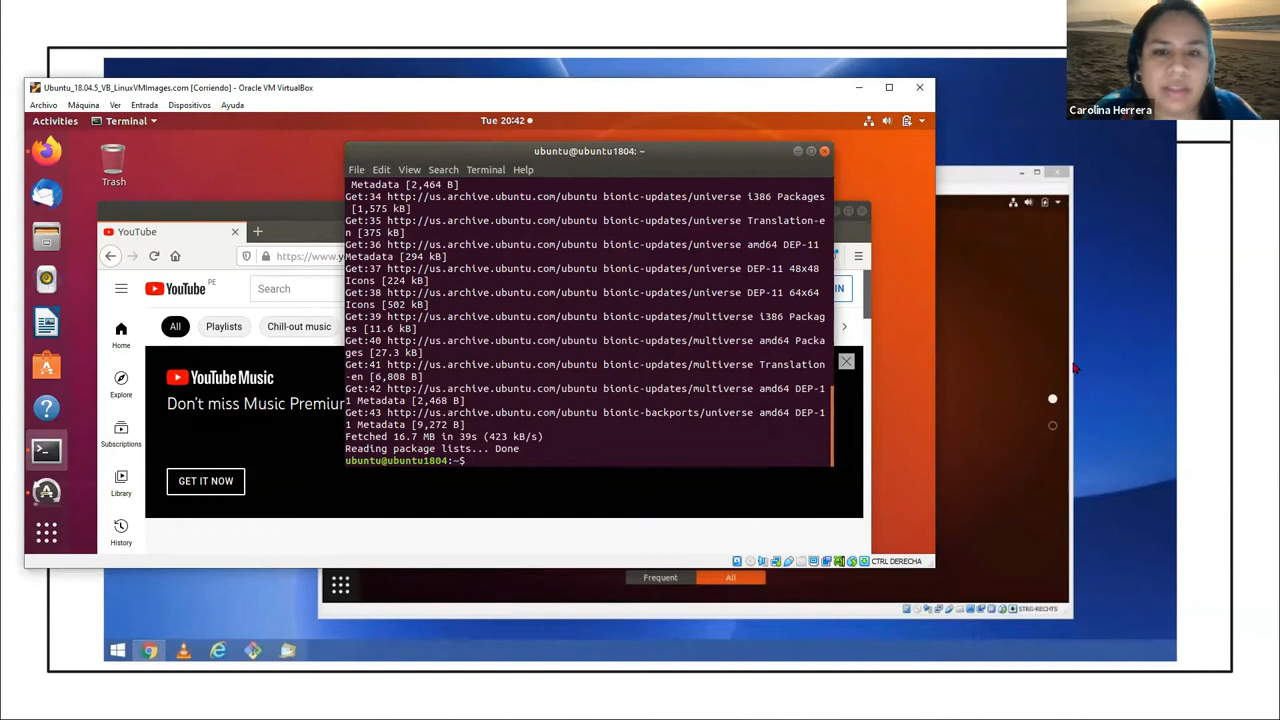 Carolina Herrera
Ubuntu_18.04.5_VB_LinuxVMImages.com [Corriendo] - Oracle VM VirtualBox
Archivo Máquina Ver Entrada Dispositivos Ayuda
Activities Terminal Tue 20:42
ubuntu@ubuntu1804: ~
File Edit View Search Terminal Help
Trash
Metadata [2,464 B]
Get:34 http://us.archive.ubuntu.com/ubuntu bionic-updates/universe i386 Packages
[1,575 kB]
Get:35 http://us.archive.ubuntu.com/ubuntu bionic-updates/universe Translation-e
n [375 kB]
Get:36 http://us.archive.ubuntu.com/ubuntu bionic-updates/universe amd64 DEP-11
Metadata [294 kB]
Get:37 http://us.archive.ubuntu.com/ubuntu bionic-updates/universe DEP-11 48x48
Icons [224 kB]
Get:38 http://us.archive.ubuntu.com/ubuntu bionic-updates/universe DEP-11 64x64
Icons [502 kB]
Get:39 http://us.archive.ubuntu.com/ubuntu bionic-updates/multiverse i386 Packag
es [11.6 kB]
Get:40 http://us.archive.ubuntu.com/ubuntu bionic-updates/multiverse amd64 Packa
ges [27.3 kB]
Get:41 http://us.archive.ubuntu.com/ubuntu bionic-updates/multiverse Translation
-en [6,808 B]
Get:42 http://us.archive.ubuntu.com/ubuntu bionic-updates/multiverse amd64 DEP-1
1 Metadata [2,468 B]
Get:43 http://us.archive.ubuntu.com/ubuntu bionic-backports/universe amd64 DEP-1
1 Metadata [9,272 B]
Fetched 16.7 MB in 39s (423 kB/s)
Reading package lists... Done
ubuntu@ubuntu1804:~$
YouTube
https://www.y
YouTube PE
Search
IN
All Playlists Chill-out music
Home
Explore
Subscriptions
Library
History
YouTube Music
Don't miss Music Premium
GET IT NOW
CTRL DERECHA
Frequent All
STRG-RECHTS